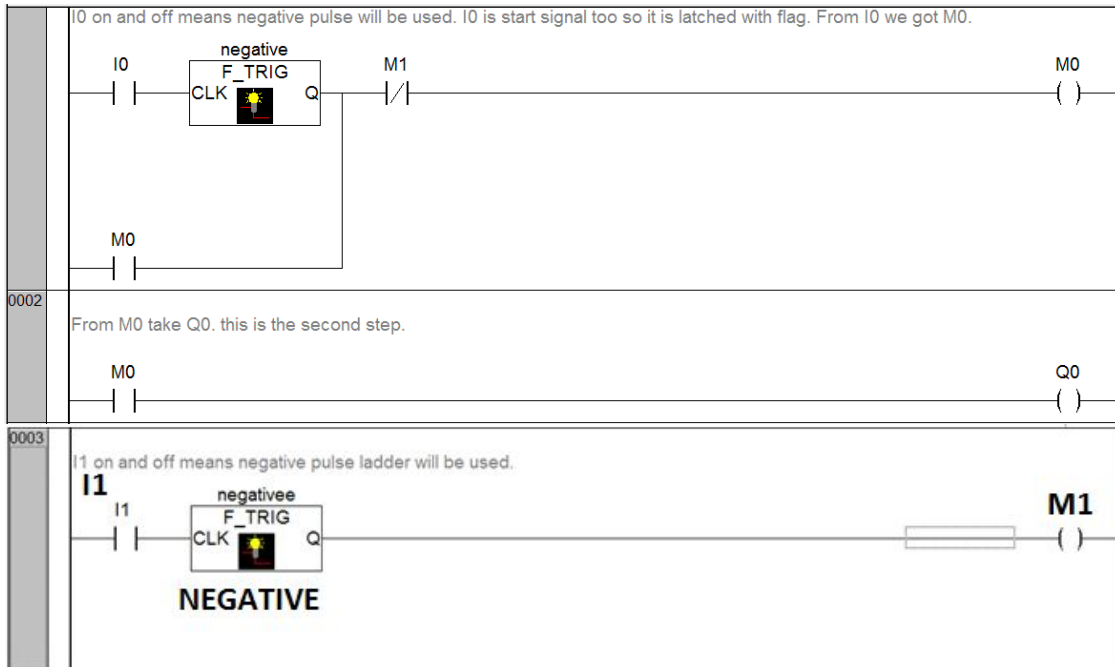 I0 on and off means negative pulse will be used. I0 is start signal too so it is latched with flag. From I0 we got M0.
negative
I0
F_TRIG
M1
M0
CLK
Q
M0
0002
From M0 take Q0. this is the second step.
M0
Q0
0003
I1 on and off means negative pulse ladder will be used.
I1
I1
negativee
M1
F_TRIG
CLK
Q
NEGATIVE